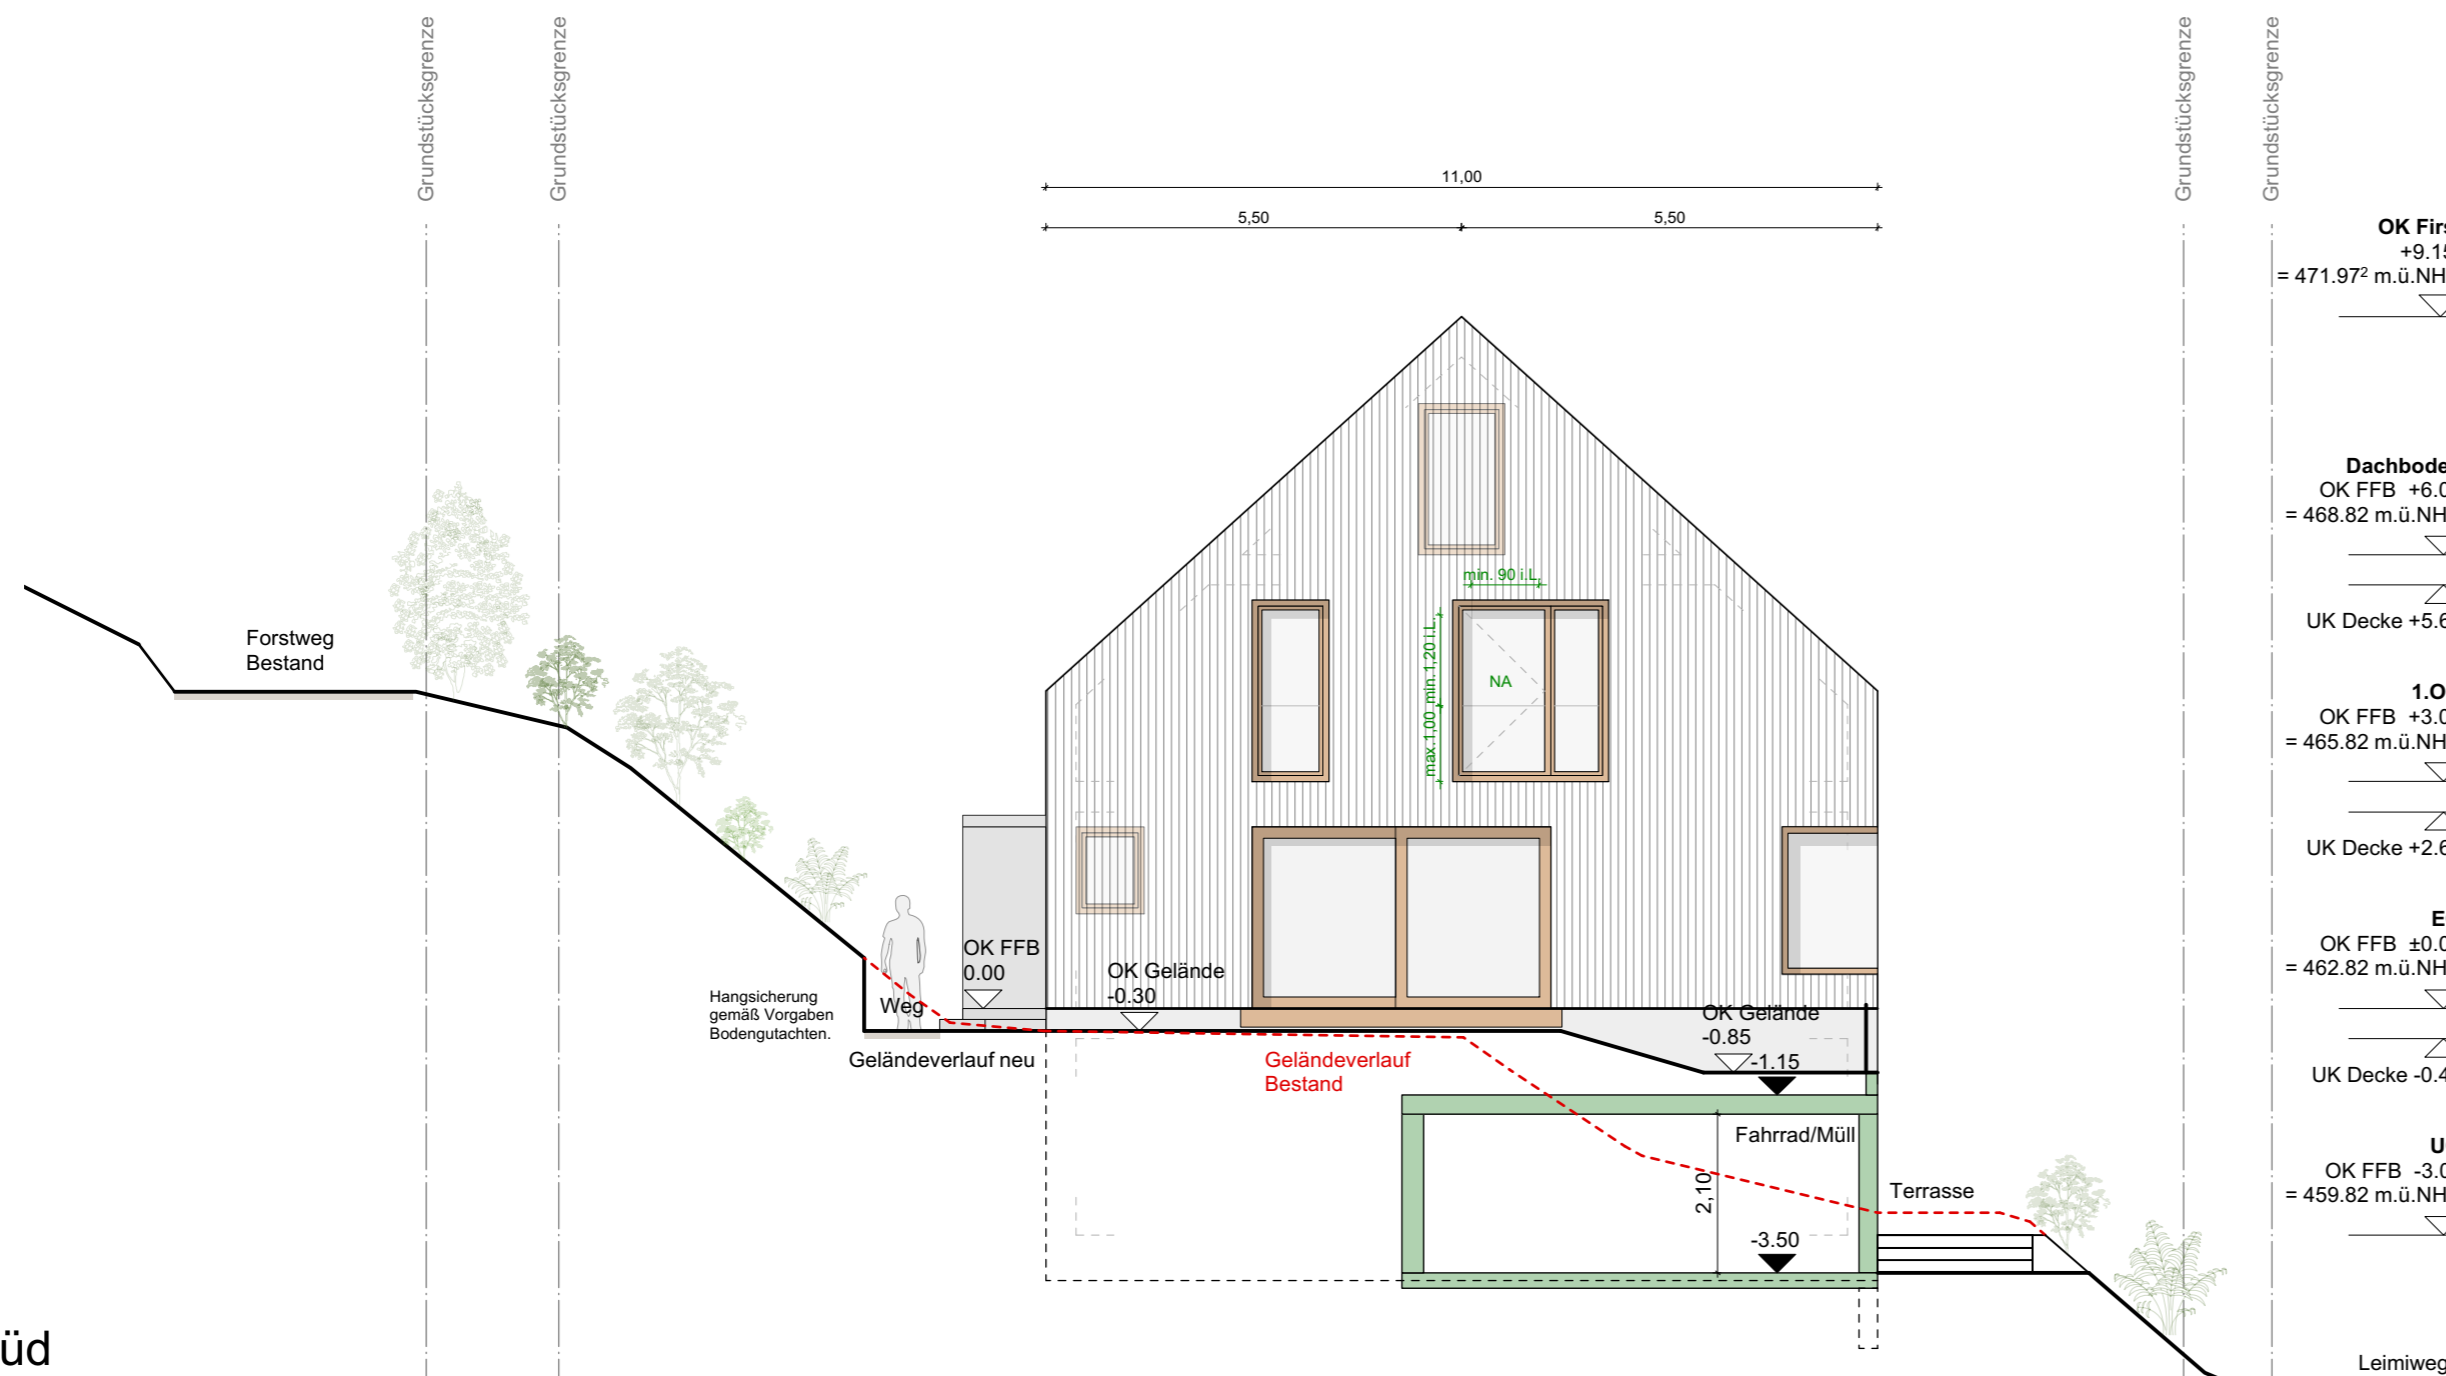 Grundstücksgrenze
Grundstücksgrenze
Grundstücksgrenze
Grundstücksgrenze
11,00
5,50
5,50
OK Firs
+9.15
= 471.97² m.ü.NH
Dachbode
OK FFB +6.0
= 468.82 m.ü.NH
UK Decke +5.6
min. 90 i.L.
min.1,20 i.L.
max.1,00
NA
Forstweg
Bestand
1.O
OK FFB +3.0
= 465.82 m.ü.NH
UK Decke +2.6
E
OK FFB ±0.0
= 462.82 m.ü.NH
OK FFB
0.00
OK Gelände
-0.30
Hangsicherung
gemäß Vorgaben
Bodengutachten.
Weg
OK Gelände
-0.85
-1.15
Geländeverlauf neu
Geländeverlauf
Bestand
UK Decke -0.4
Fahrrad/Müll
2,10
U
OK FFB -3.0
= 459.82 m.ü.NH
Terrasse
-3.50
üd
Leimiweg